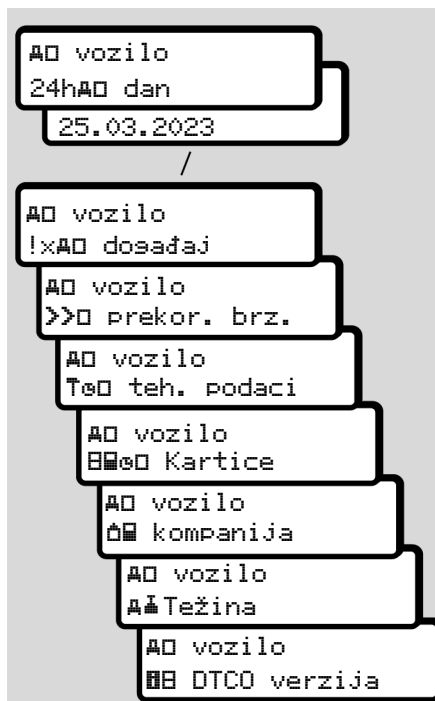 vozilo
24h dan
25.03.2023
/
vozilo
!x događaj
vozilo
>> prekor. brz.
vozilo
teh. podaci
vozilo
Kartice
vozilo
kompanija
vozilo
Težina
vozilo
DTCO verzija